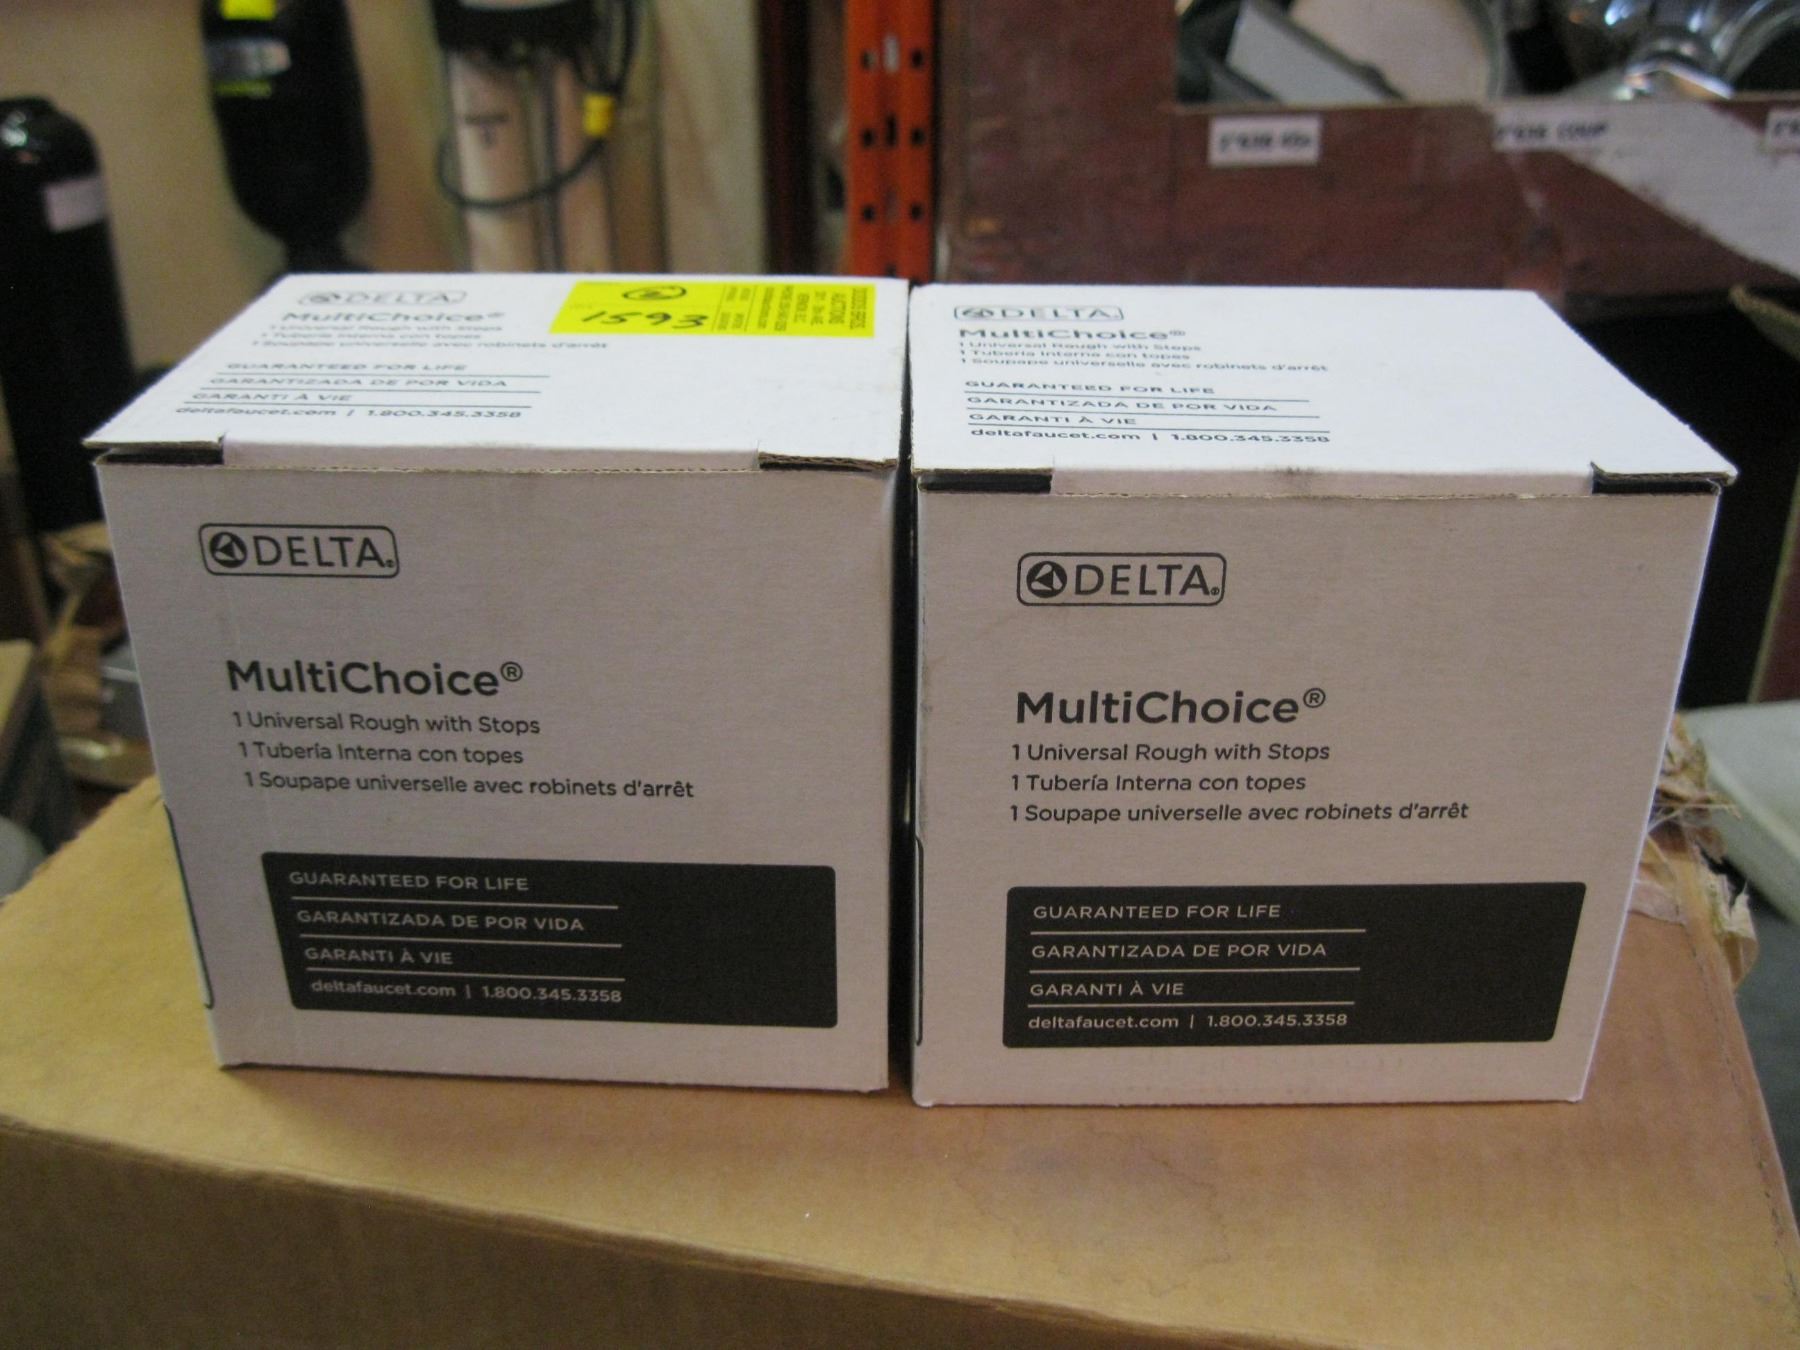 DELTA
MultiChoice®
1 Universal Rough with Stops
1 Tubería Interna con topes
1 Soupape universelle avec robinets d'arrêt
GUARANTEED FOR LIFE
GARANTIZADA DE POR VIDA
GARANTI À VIE
deltafaucet.com | 1.800.345.3358
1593
DODDS BROS.
AUCTIONS
DELTA
MultiChoice®
1 Universal Rough with Stops
1 Tubería Interna con topes
1 Soupape universelle avec robinets d'arrêt
GUARANTEED FOR LIFE
GARANTIZADA DE POR VIDA
GARANTI À VIE
deltafaucet.com | 1.800.345.3358
DELTA®
MultiChoice®
1 Universal Rough with Stops
1 Tubería Interna con topes
1 Soupape universelle avec robinets d'arrêt
GUARANTEED FOR LIFE
GARANTIZADA DE POR VIDA
GARANTI À VIE
deltafaucet.com | 1.800.345.3358
DELTA®
MultiChoice®
1 Universal Rough with Stops
1 Tubería Interna con topes
1 Soupape universelle avec robinets d'arrêt
GUARANTEED FOR LIFE
GARANTIZADA DE POR VIDA
GARANTI À VIE
deltafaucet.com | 1.800.345.3358